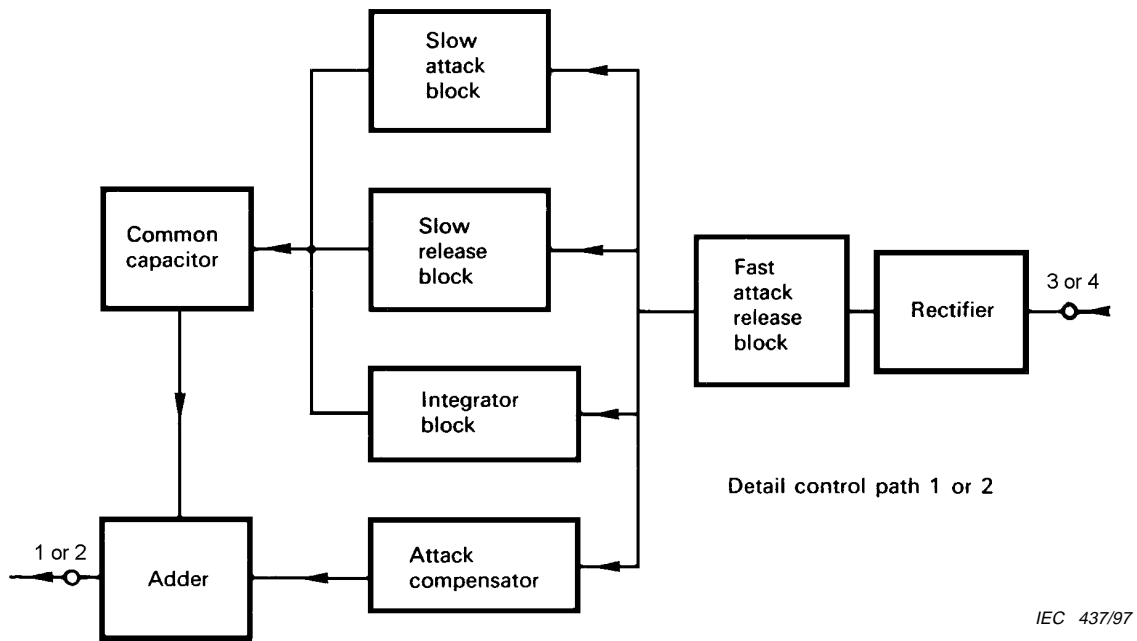 Slow
attack
block
Common
capacitor
Slow
release
block
Fast
attack
release
block
Rectifier
3 or 4
Integrator
block
Detail control path 1 or 2
1 or 2
Adder
Attack
compensator
IEC 437/97